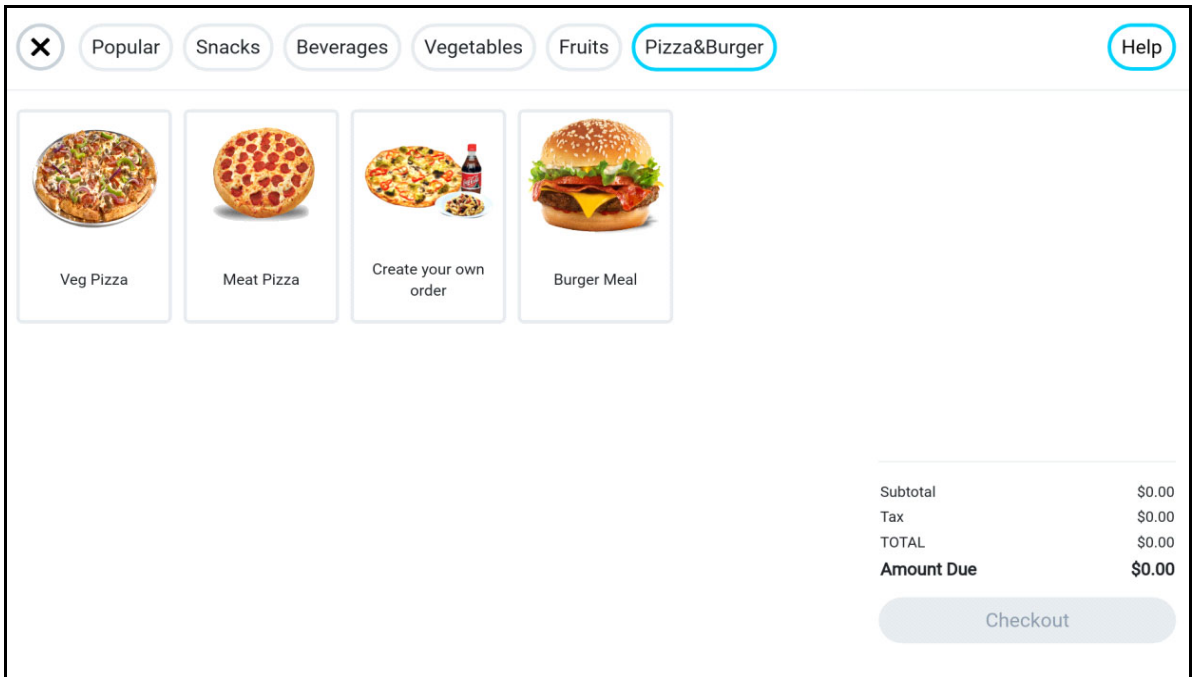 Popular
Snacks
Beverages
Vegetables
Fruits
Pizza&Burger
Help
Veg Pizza
Meat Pizza
Create your own
order
Burger Meal
Subtotal $0.00
Tax $0.00
TOTAL $0.00
Amount Due $0.00
Checkout